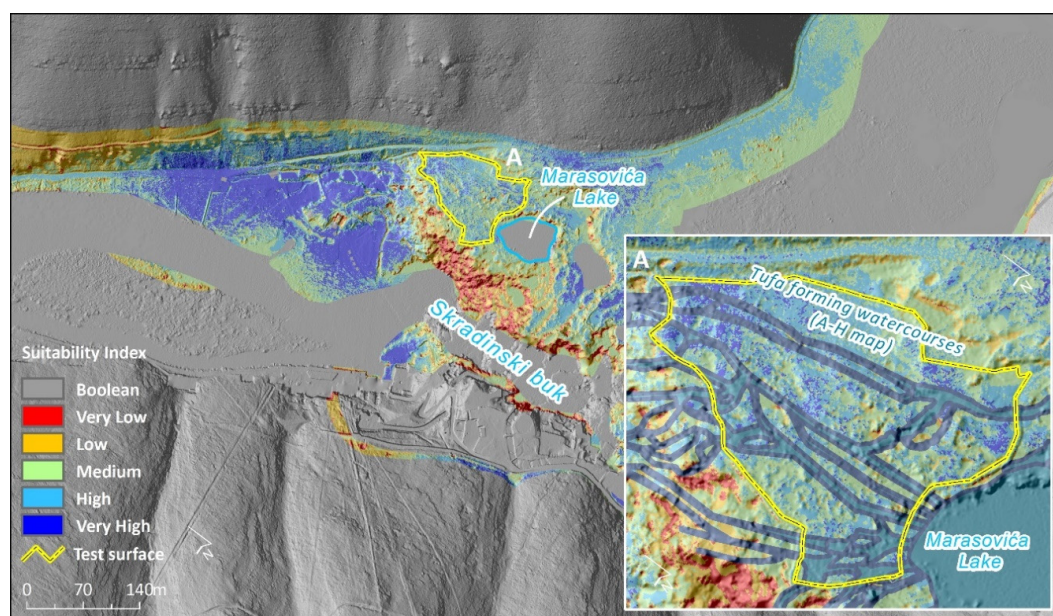 A
Marasovića
Lake
Skradinski buk
Suitability Index
Boolean
Very Low
Low
Medium
High
Very High
Test surface
N
0 70 140m
A
Tufa forming watercourses
(A-H map)
N
Marasovića
Lake
N